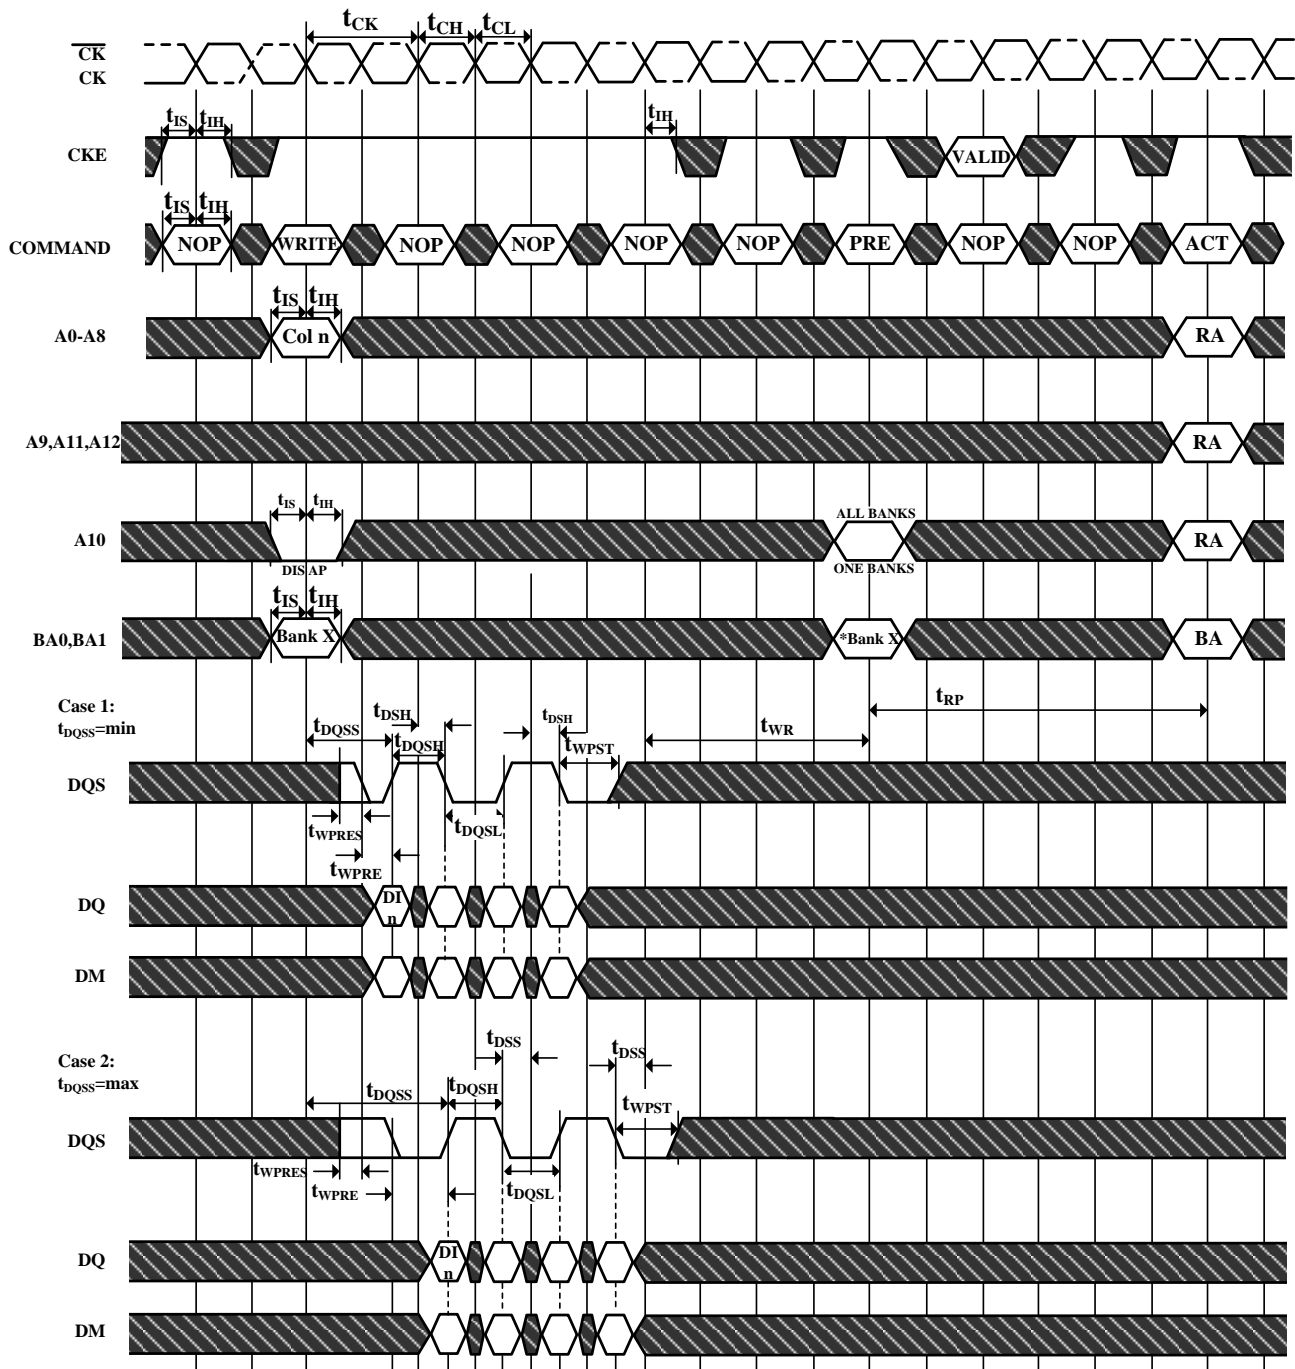 tCK tCH tCL
CK
CK
tIS tIH tIH
CKE VALID
tIS tIH
COMMAND NOP WRITE NOP NOP NOP NOP PRE NOP NOP ACT
tIS tIH
A0-A8 Col n RA
A9,A11,A12 RA
tIS tIH ALL BANKS
A10 RA
DIS AP ONE BANKS
tIS tIH
BA0,BA1 Bank X *Bank X BA
Case 1:
tDQSS=min
tDQSS tDSH tDSH tRP
tDQSH tWPST tWR
DQS
tWPRES tDQSL
tWPRE
DQ DI n
DM
Case 2:
tDQSS=max
tDSS tDSS
tDQSS tDQSH tWPST
DQS
tWPRES tWPRE tDQSL
DQ DI n
DM